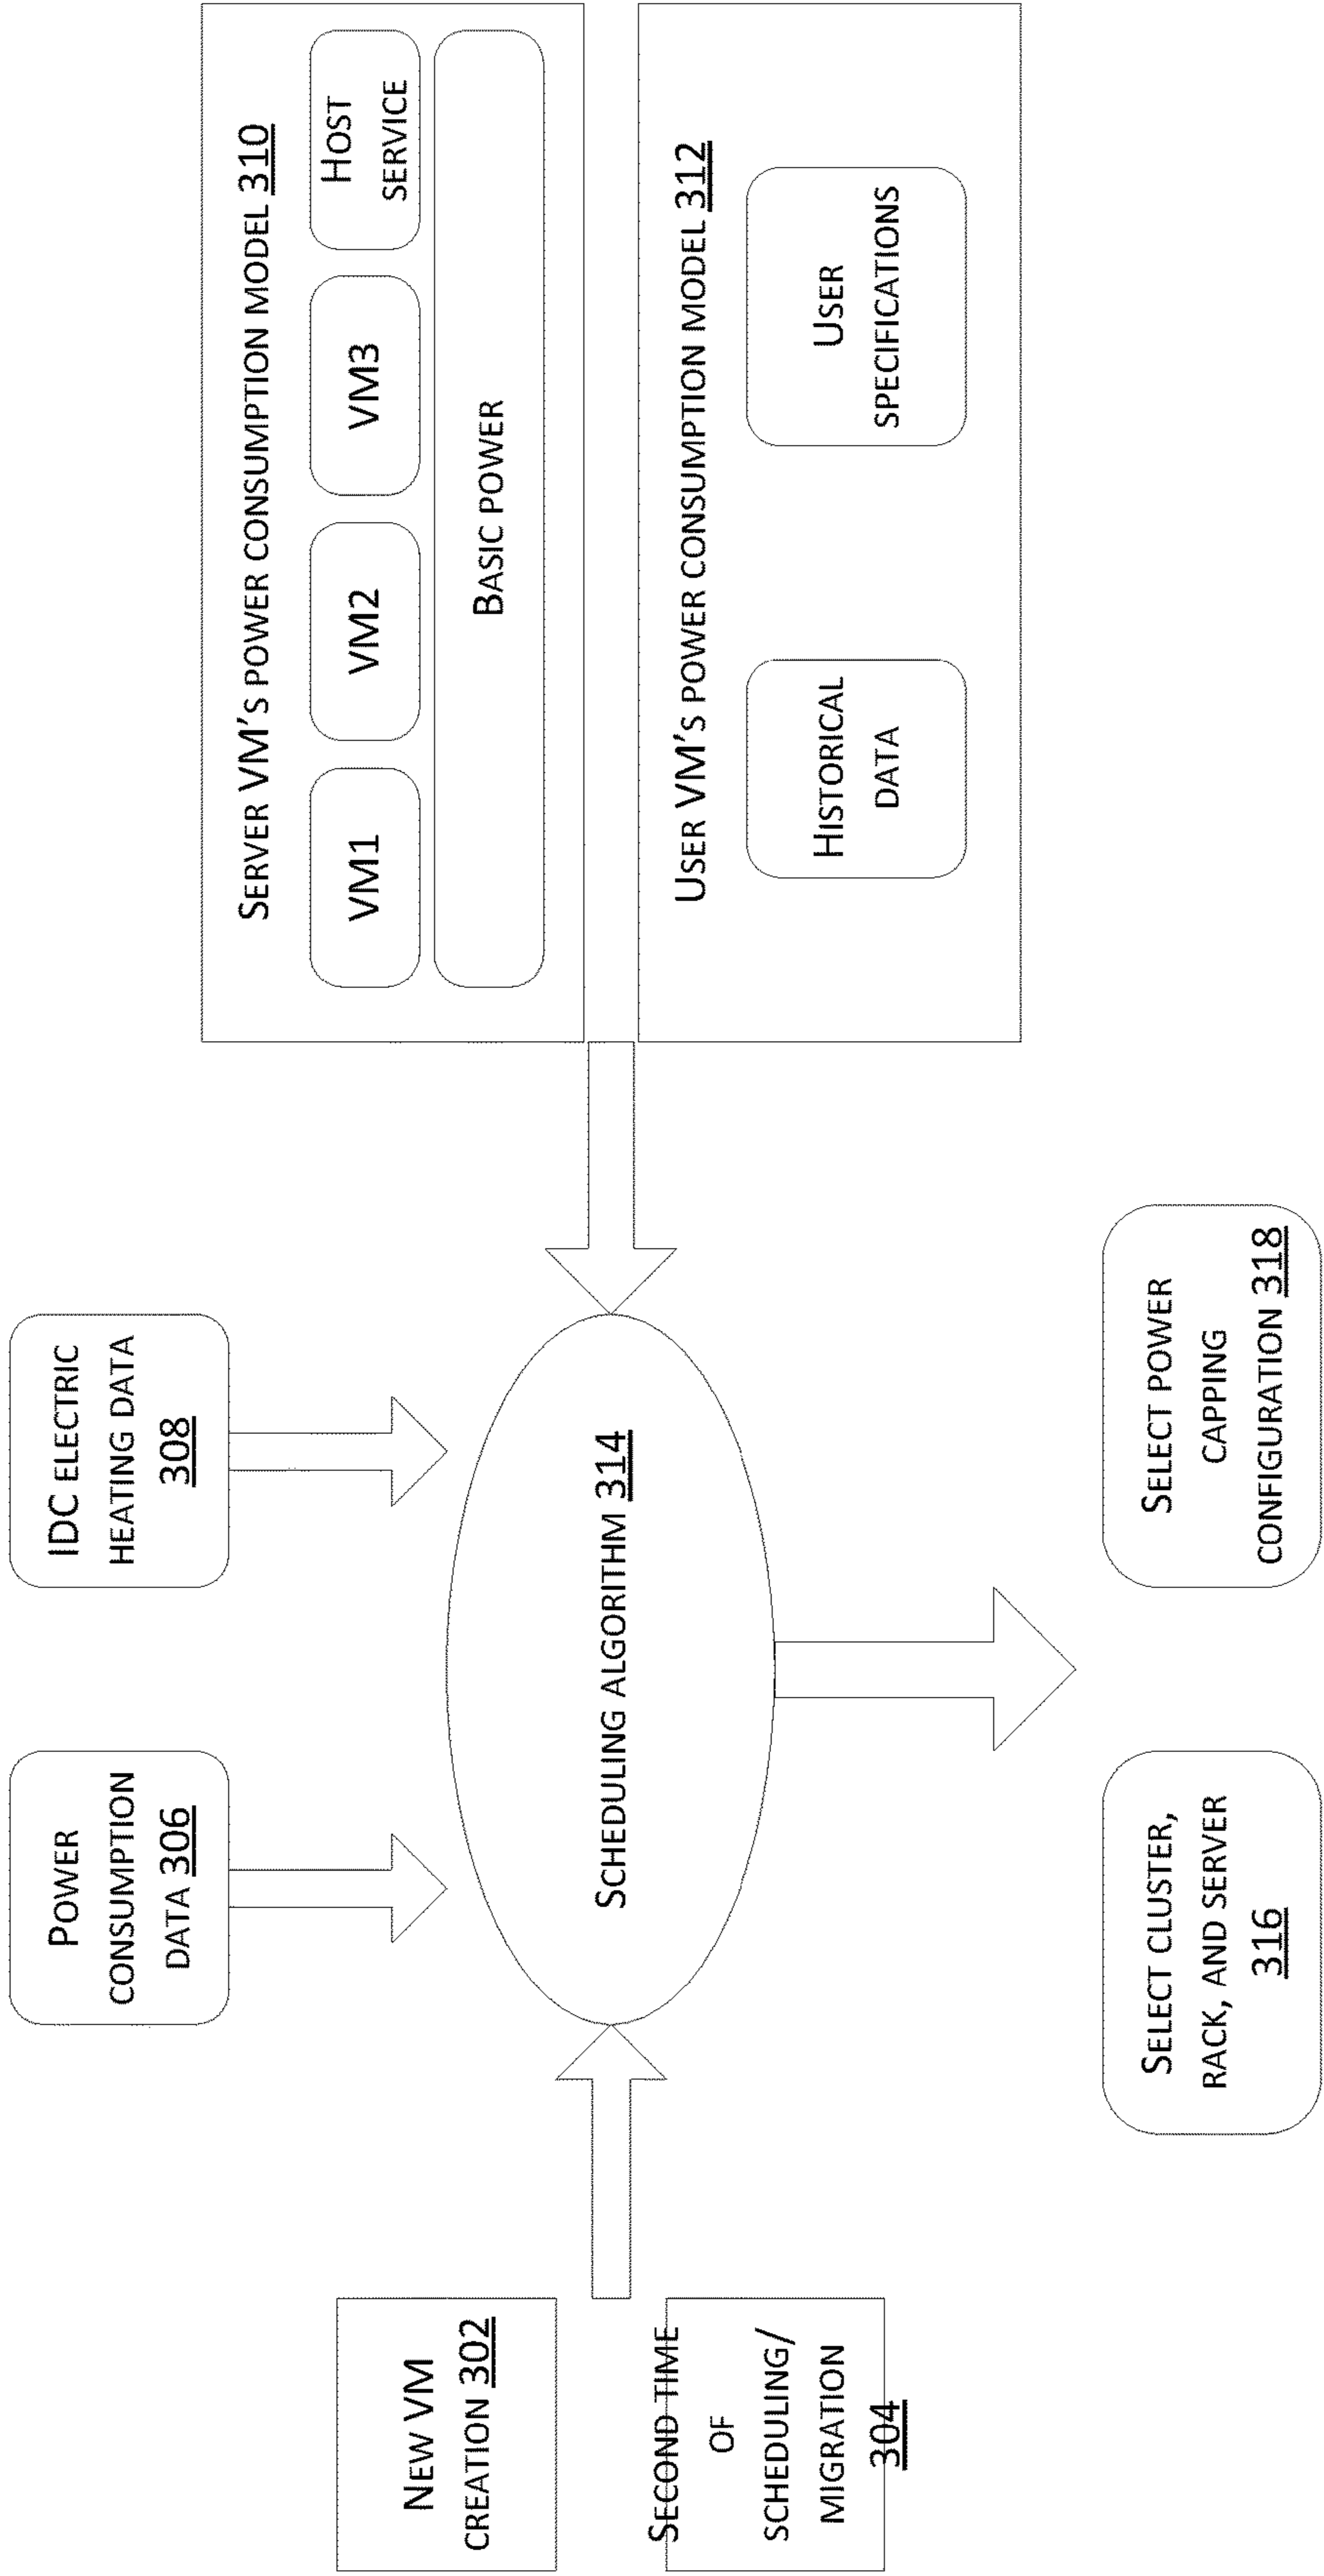 POWER
CONSUMPTION
DATA 306
IDC ELECTRIC
HEATING DATA
308
NEW VM
CREATION 302
SECOND TIME
OF
SCHEDULING/
MIGRATION
304
SCHEDULING ALGORITHM 314
SERVER VM'S POWER CONSUMPTION MODEL 310
VM1
VM2
VM3
HOST
SERVICE
BASIC POWER
USER VM'S POWER CONSUMPTION MODEL 312
HISTORICAL
DATA
USER
SPECIFICATIONS
SELECT CLUSTER,
RACK, AND SERVER
316
SELECT POWER
CAPPING
CONFIGURATION 318